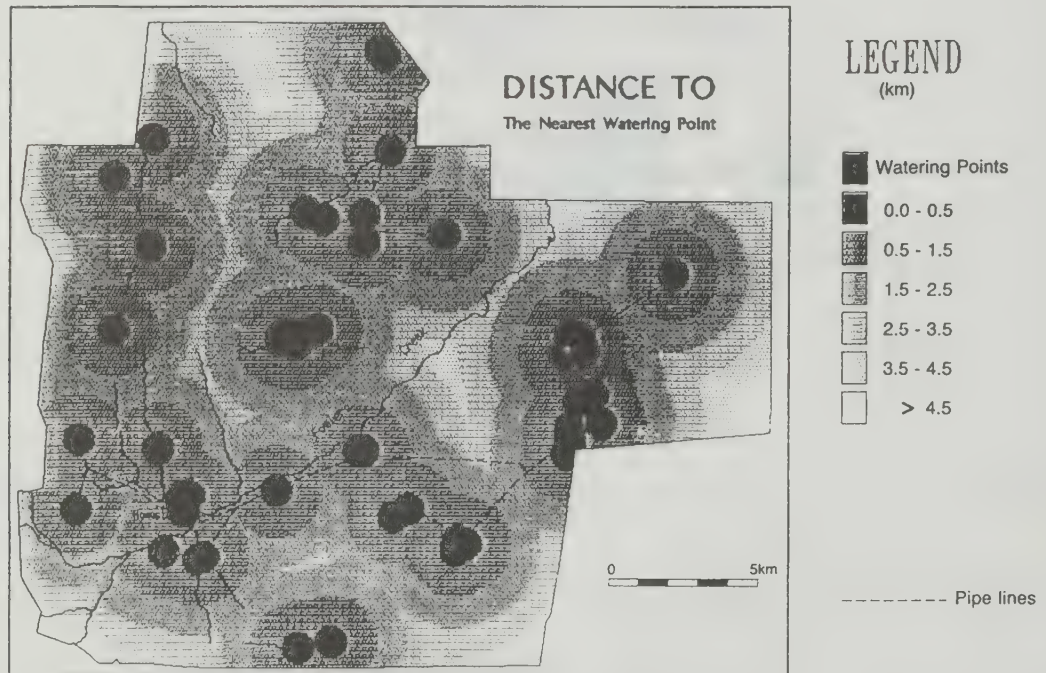 DISTANCE TO
The Nearest Watering Point
LEGEND
(km)
Watering Points
0.0 - 0.5
0.5 - 1.5
1.5 - 2.5
2.5 - 3.5
3.5 - 4.5
> 4.5
0 5km
Pipe lines